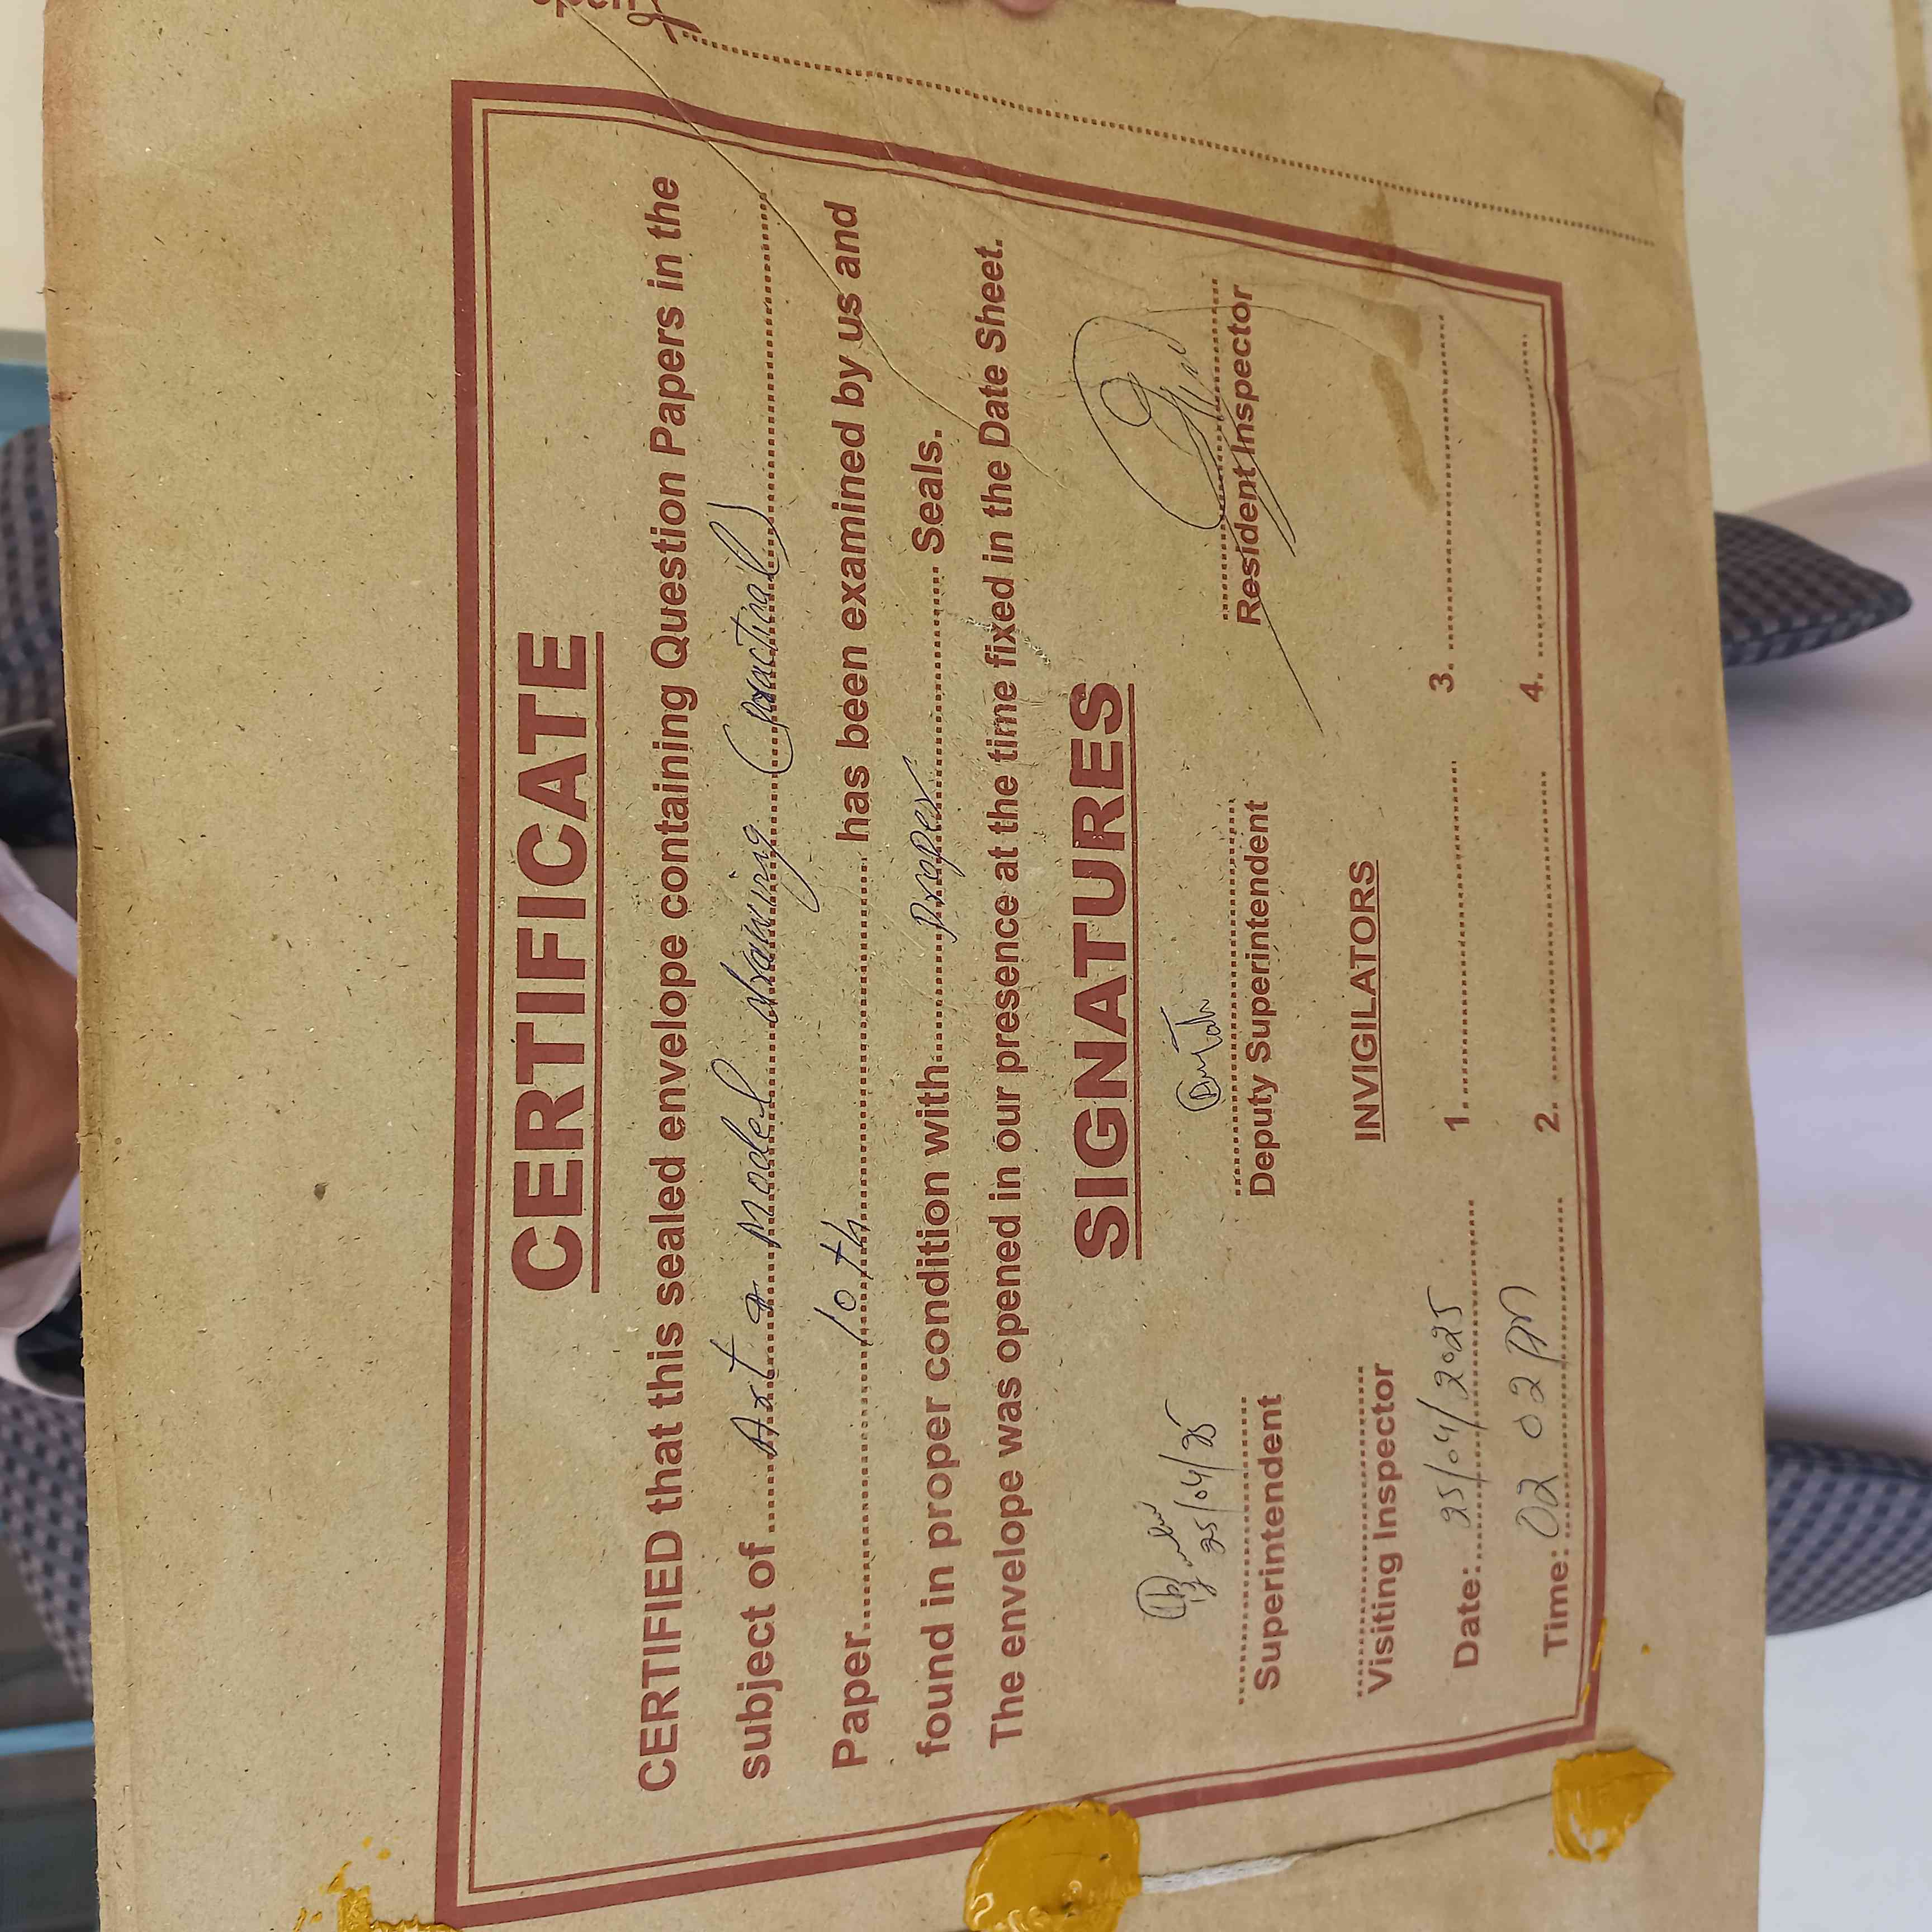 open
CERTIFICATE
CERTIFIED that this sealed envelope containing Question Papers in the
subject of Art & Model drawing (practical)
Paper 10th has been examined by us and
found in proper condition with proper Seals.
The envelope was opened in our presence at the time fixed in the Date Sheet.
SIGNATURES
25/04/25
Superintendent Deputy Superintendent Resident Inspector
Visiting Inspector INVIGILATORS
Date: 25/04/2025 1. 3.
Time: 02 02 PM 2. 4.